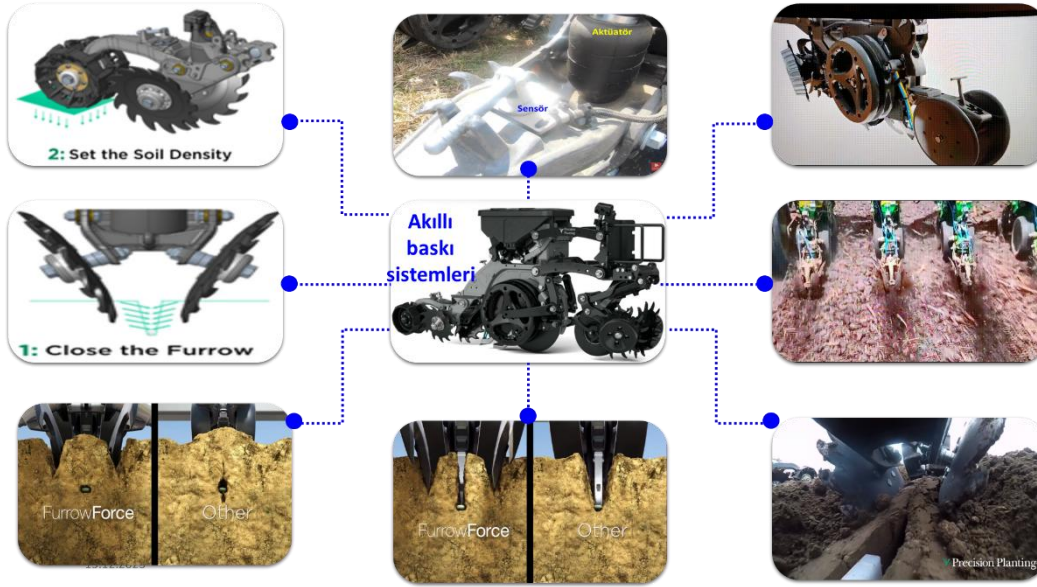 Aktüatör
Sensör
2: Set the Soil Density
Akıllı
baskı
sistemleri
1: Close the Furrow
FurrowForce
Other
FurrowForce
Other
Precision Planting